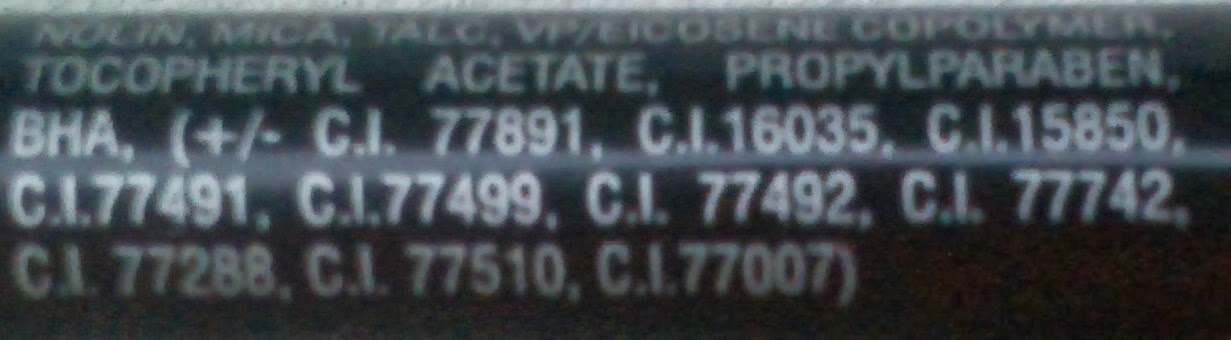 NOLIN, MICA, TALC, VP/EICOSENE COPOLYMER,
TOCOPHERYL ACETATE, PROPYLPARABEN,
BHA, (+/- C.I. 77891, C.I.16035, C.I.15850,
C.I.77491, C.I.77499, C.I. 77492, C.I. 77742,
C.I. 77288, C.I. 77510, C.I.77007)